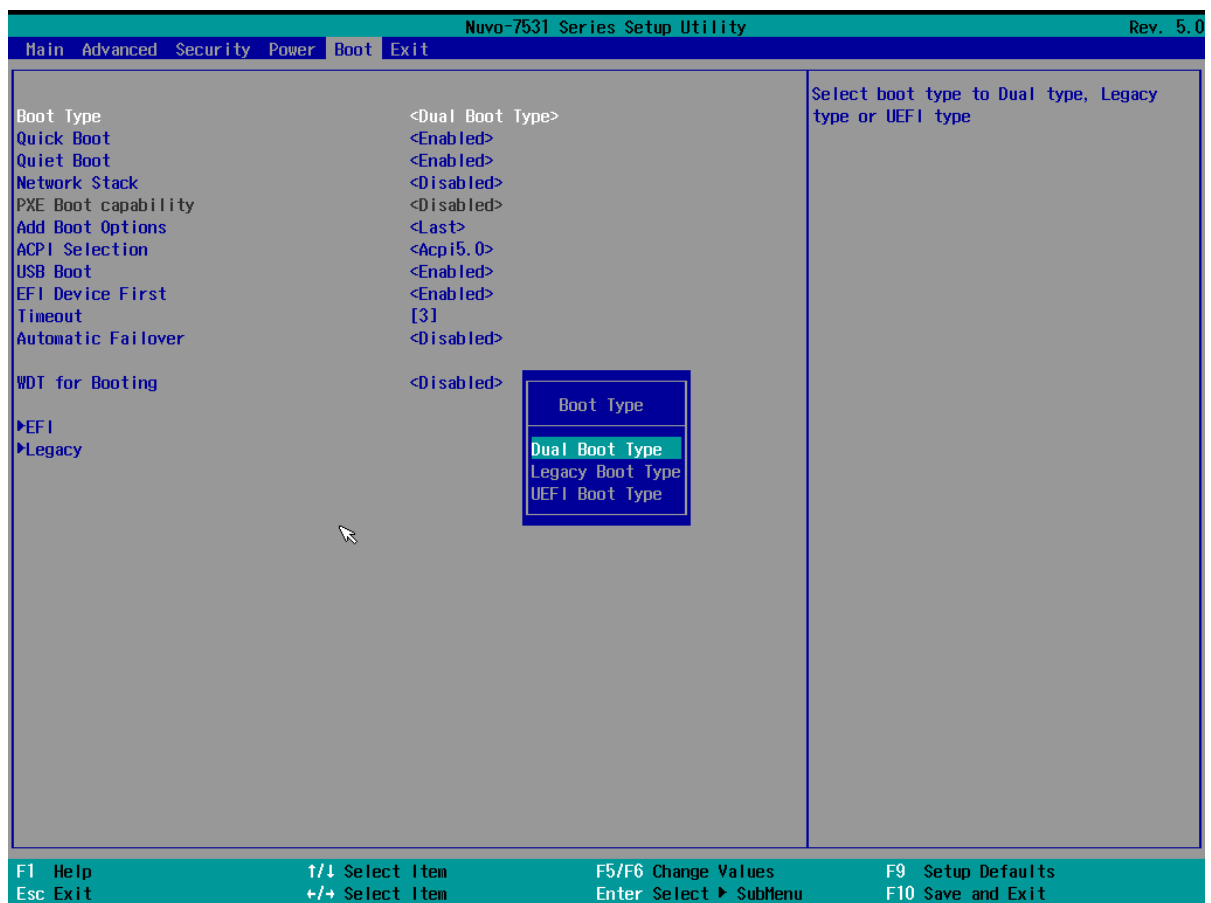 Nuvo-7531 Series Setup Utility Rev. 5.0
Main Advanced Security Power Boot Exit
Select boot type to Dual type, Legacy
type or UEFI type
Boot Type <Dual Boot Type>
Quick Boot <Enabled>
Quiet Boot <Enabled>
Network Stack <Disabled>
PXE Boot capability <Disabled>
Add Boot Options <Last>
ACPI Selection <Acpi5.0>
USB Boot <Enabled>
EFI Device First <Enabled>
Timeout [3]
Automatic Failover <Disabled>
WDT for Booting <Disabled>
▶EFI
▶Legacy
Boot Type
Dual Boot Type
Legacy Boot Type
UEFI Boot Type
F1 Help ↑/↓ Select Item F5/F6 Change Values F9 Setup Defaults
Esc Exit ←/→ Select Item Enter Select ▶ SubMenu F10 Save and Exit